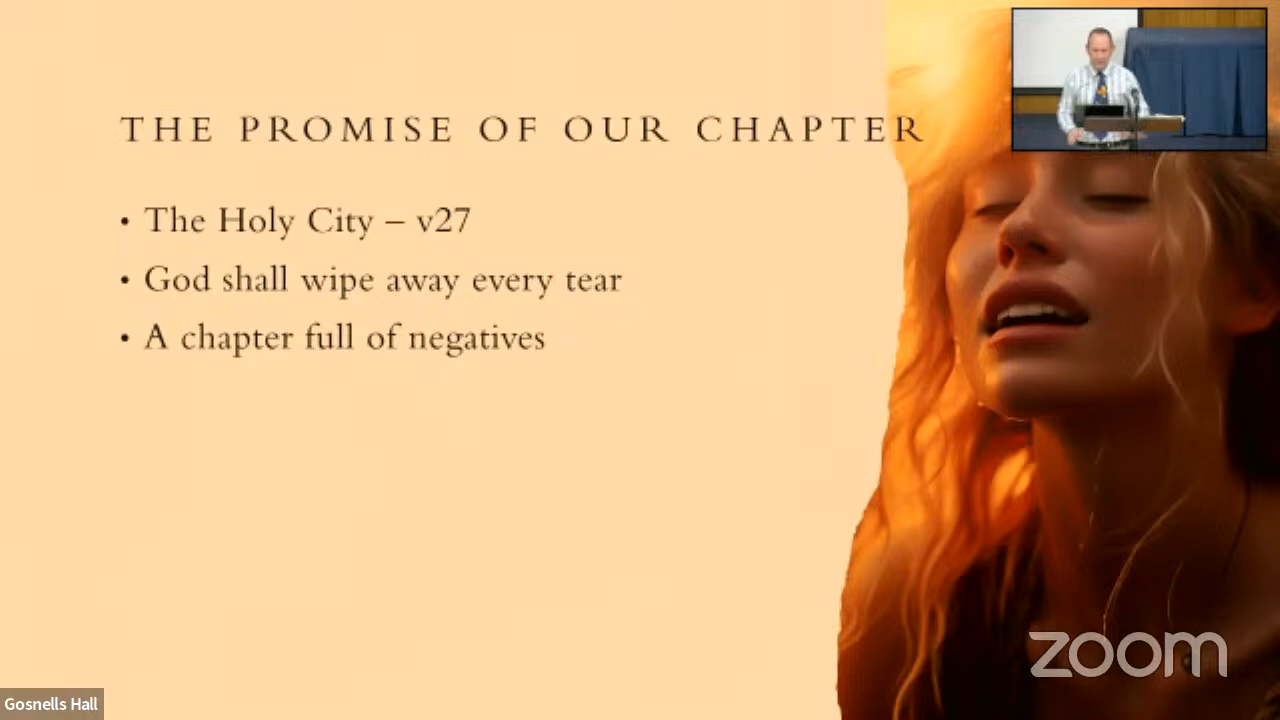 THE PROMISE OF OUR CHAPTER
• The Holy City – v27
• God shall wipe away every tear
• A chapter full of negatives
zoom
Gosnells Hall